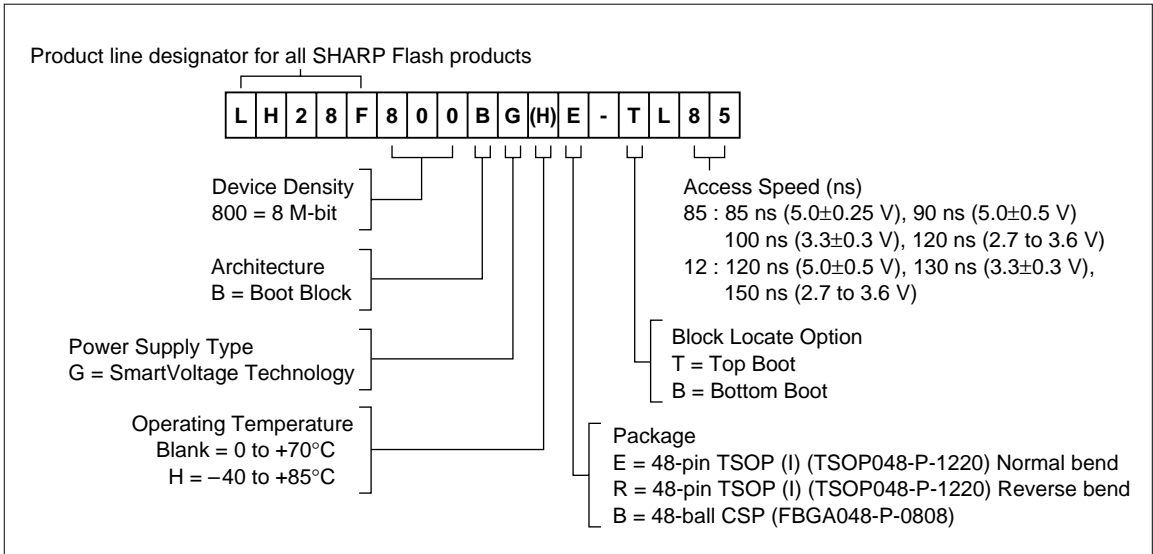 Product line designator for all SHARP Flash products
L H 2 8 F 8 0 0 B G (H) E - T L 8 5
Device Density
800 = 8 M-bit
Architecture
B = Boot Block
Power Supply Type
G = SmartVoltage Technology
Operating Temperature
Blank = 0 to +70°C
H = −40 to +85°C
Access Speed (ns)
85 : 85 ns (5.0±0.25 V), 90 ns (5.0±0.5 V)
100 ns (3.3±0.3 V), 120 ns (2.7 to 3.6 V)
12 : 120 ns (5.0±0.5 V), 130 ns (3.3±0.3 V),
150 ns (2.7 to 3.6 V)
Block Locate Option
T = Top Boot
B = Bottom Boot
Package
E = 48-pin TSOP (I) (TSOP048-P-1220) Normal bend
R = 48-pin TSOP (I) (TSOP048-P-1220) Reverse bend
B = 48-ball CSP (FBGA048-P-0808)